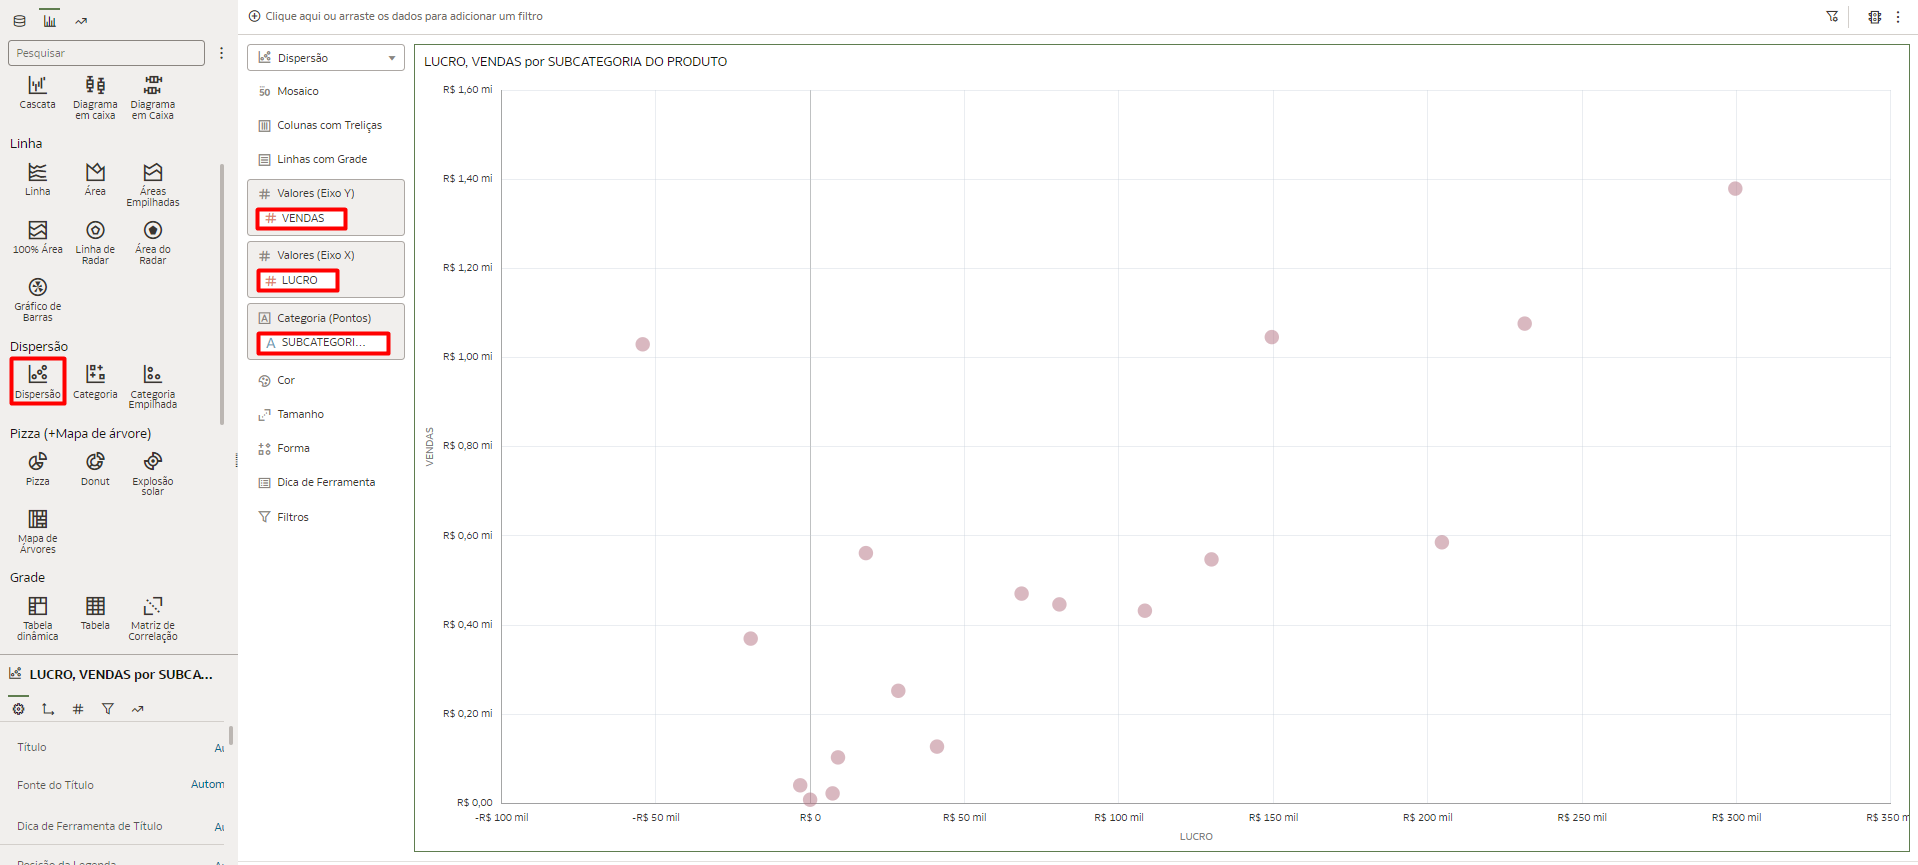 Clique aqui ou arraste os dados para adicionar um filtro
Pesquisar
Cascata
Diagrama em caixa
Diagrama em Caixa
Linha
Linha
Área
Áreas Empilhadas
100% Área
Linha de Radar
Área do Radar
Gráfico de Barras
Dispersão
Dispersão
Categoria
Categoria Empilhada
Pizza (+Mapa de árvore)
Pizza
Donut
Explosão solar
Mapa de Árvores
Grade
Tabela dinâmica
Tabela
Matriz de Correlação
LUCRO, VENDAS por SUBCA...
Título
Au
Fonte do Título
Autom
Dica de Ferramenta de Título
Au
Posição da Legenda
Dispersão
50 Mosaico
Colunas com Treliças
Linhas com Grade
# Valores (Eixo Y)
# VENDAS
# Valores (Eixo X)
# LUCRO
A Categoria (Pontos)
A SUBCATEGORI...
Cor
Tamanho
Forma
Dica de Ferramenta
Filtros
LUCRO, VENDAS por SUBCATEGORIA DO PRODUTO
R$ 1,60 mi
R$ 1,40 mi
R$ 1,20 mi
R$ 1,00 mi
R$ 0,80 mi
R$ 0,60 mi
R$ 0,40 mi
R$ 0,20 mi
R$ 0,00
VENDAS
-R$ 100 mil
-R$ 50 mil
R$ 0
R$ 50 mil
R$ 100 mil
R$ 150 mil
R$ 200 mil
R$ 250 mil
R$ 300 mil
R$ 350 m
LUCRO